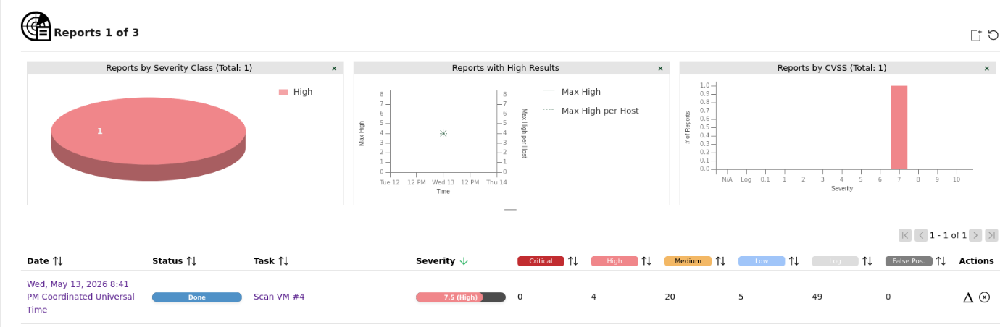 Reports 1 of 3
Reports by Severity Class (Total: 1) ×
High
1
Reports with High Results ×
Max High
Max High per Host
8
7
6
5
4
3
2
1
0
Max High
8
7
6
5
4
3
2
1
0
Max High per Host
Tue 12 12 PM Wed 13 12 PM Thu 14
Time
Reports by CVSS (Total: 1) ×
1.0
0.9
0.8
0.7
0.6
0.5
0.4
0.3
0.2
0.1
0.0
# of Reports
N/A Log 0.1 1 2 3 4 5 6 7 8 9 10
Severity
1 - 1 of 1
Date Status Task Severity Critical High Medium Low Log False Pos. Actions
Wed, May 13, 2026 8:41
PM Coordinated Universal
Time
Done Scan VM #4 7.5 (High) 0 4 20 5 49 0